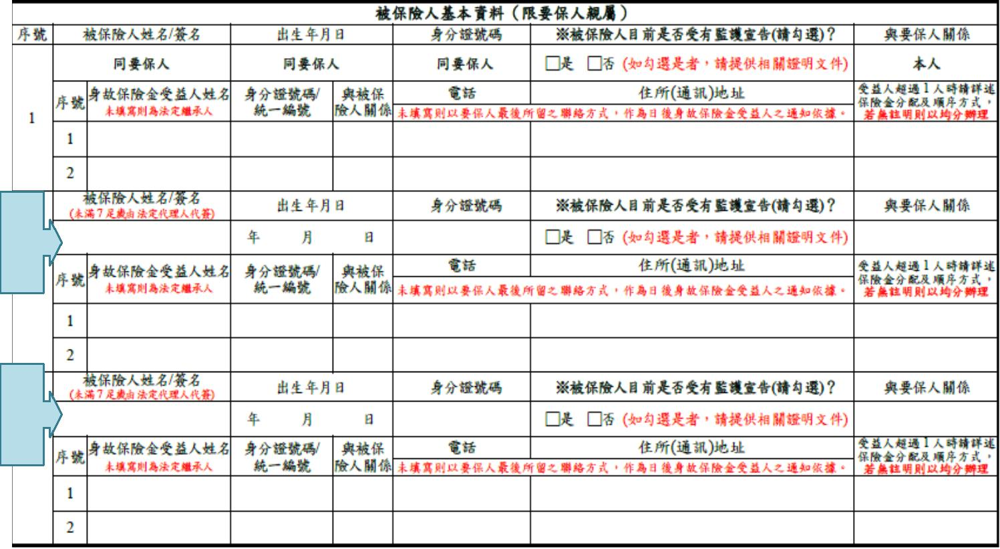 被保險人基本資料（限要保人親屬）
序號 被保險人姓名/簽名 出生年月日 身分證號碼 ※被保險人目前是否受有監護宣告(請勾選)？ 與要保人關係
1 同要保人 同要保人 同要保人 □是 □否 (如勾選是者，請提供相關證明文件) 本人
序號 身故保險金受益人姓名 身分證號碼/ 與被保 電話 住所(通訊)地址 受益人超過1人時請詳述
未填寫則為法定繼承人 統一編號 險人關係 未填寫則以要保人最後所留之聯絡方式，作為日後身故保險金受益人之通知依據。 保險金分配及順序方式，
若無註明則以均分辦理
1
2
被保險人姓名/簽名 出生年月日 身分證號碼 ※被保險人目前是否受有監護宣告(請勾選)？ 與要保人關係
(未滿7足歲由法定代理人代簽)
年 月 日 □是 □否 (如勾選是者，請提供相關證明文件)
序號 身故保險金受益人姓名 身分證號碼/ 與被保 電話 住所(通訊)地址 受益人超過1人時請詳述
未填寫則為法定繼承人 統一編號 險人關係 未填寫則以要保人最後所留之聯絡方式，作為日後身故保險金受益人之通知依據。 保險金分配及順序方式，
若無註明則以均分辦理
1
2
被保險人姓名/簽名 出生年月日 身分證號碼 ※被保險人目前是否受有監護宣告(請勾選)？ 與要保人關係
(未滿7足歲由法定代理人代簽)
年 月 日 □是 □否 (如勾選是者，請提供相關證明文件)
序號 身故保險金受益人姓名 身分證號碼/ 與被保 電話 住所(通訊)地址 受益人超過1人時請詳述
未填寫則為法定繼承人 統一編號 險人關係 未填寫則以要保人最後所留之聯絡方式，作為日後身故保險金受益人之通知依據。 保險金分配及順序方式，
若無註明則以均分辦理
1
2